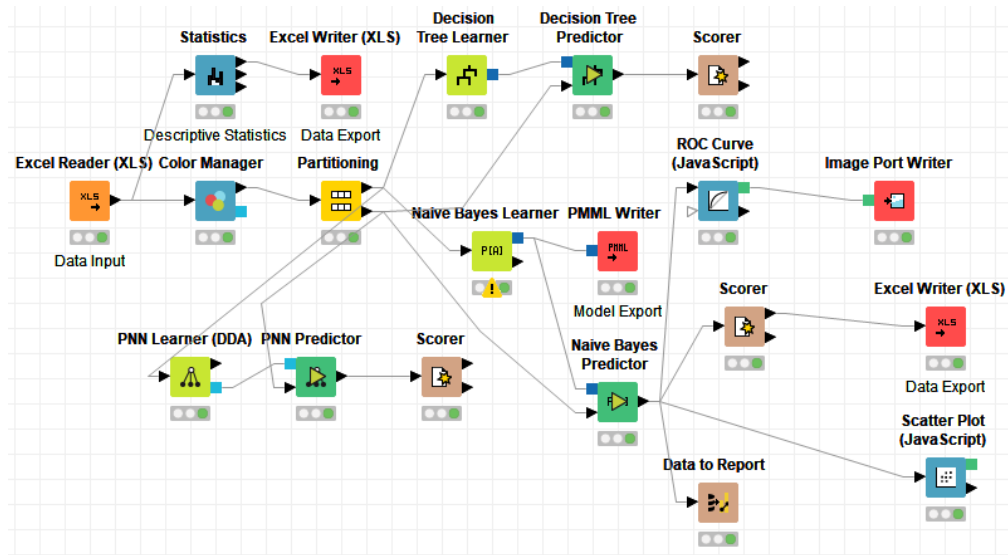 Decision
Tree Learner
Decision Tree
Predictor
Statistics
Excel Writer (XLS)
Scorer
XLS
Descriptive Statistics
Data Export
ROC Curve
(JavaScript)
Excel Reader (XLS)
Color Manager
Partitioning
Image Port Writer
XLS
Data Input
Naive Bayes Learner
PMML Writer
P[A]
PMML
Model Export
Scorer
Excel Writer (XLS)
XLS
Data Export
PNN Learner (DDA)
PNN Predictor
Scorer
Naive Bayes
Predictor
Scatter Plot
(JavaScript)
Data to Report